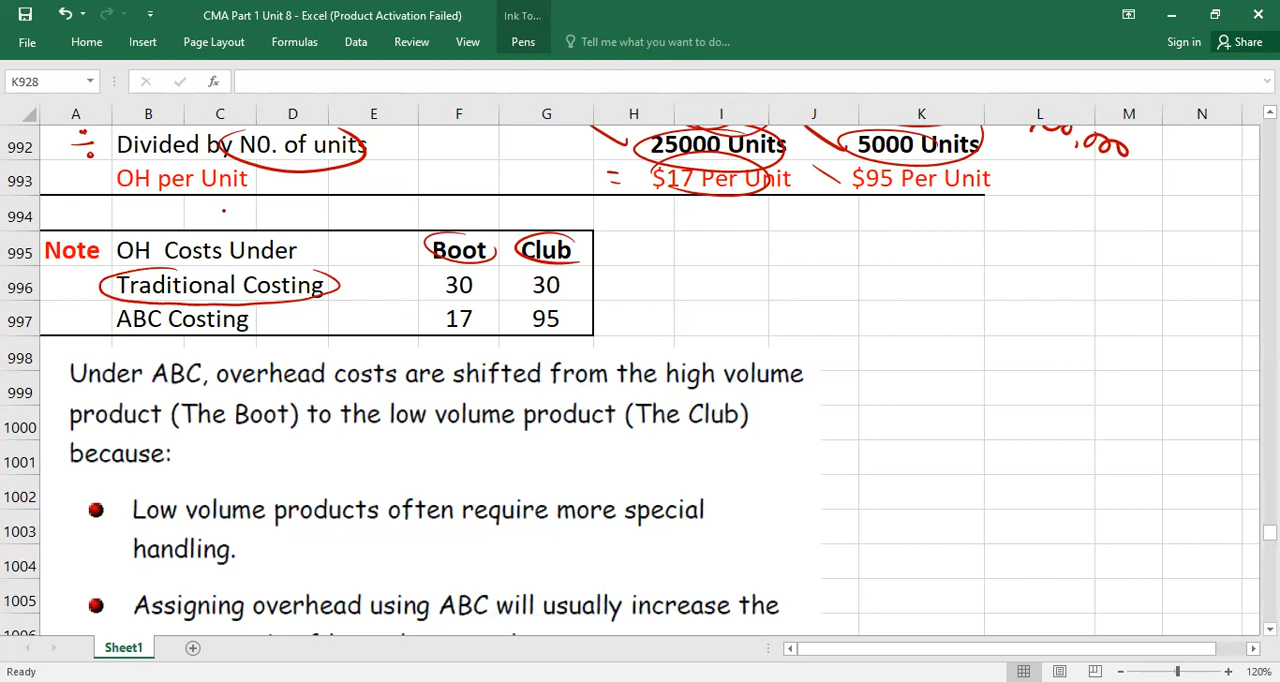 CMA Part 1 Unit 8 - Excel (Product Activation Failed)
Ink To...
File Home Insert Page Layout Formulas Data Review View Pens Tell me what you want to do... Sign in Share
K928 fx
A B C D E F G H I J K L M N
992 ÷ Divided by N0. of units 25000 Units 5000 Units
993 OH per Unit = $17 Per Unit $95 Per Unit
994
995 Note OH Costs Under Boot Club
996 Traditional Costing 30 30
997 ABC Costing 17 95
998
999 Under ABC, overhead costs are shifted from the high volume
1000 product (The Boot) to the low volume product (The Club)
1001 because:
1002
1003 Low volume products often require more special
1004 handling.
1005 Assigning overhead using ABC will usually increase the
Sheet1
Ready 120%